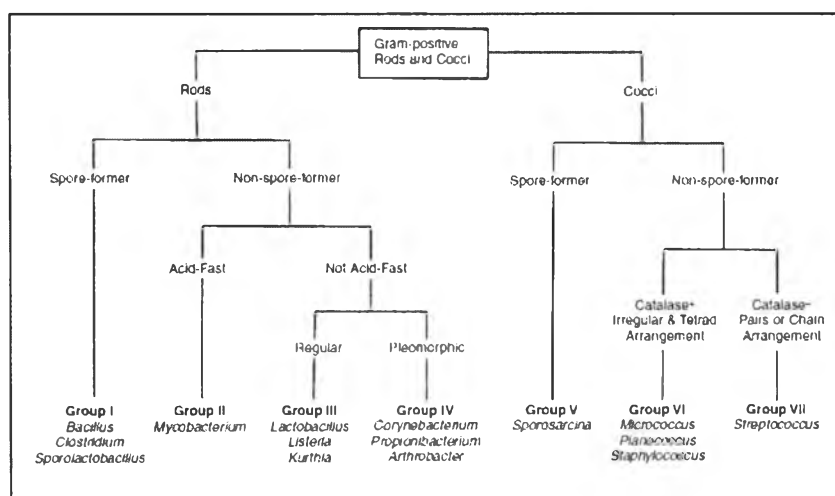 Gram-positive
Rods and Cocci
Rods
Cocci
Spore-former
Non-spore-former
Spore-former
Non-spore-former
Acid-Fast
Not Acid-Fast
Catalase+
Irregular & Tetrad
Arrangement
Catalase-
Pairs or Chain
Arrangement
Regular
Pleomorphic
Group I
Bacillus
Clostridium
Sporolactobacillus
Group II
Mycobacterium
Group III
Lactobacillus
Listeria
Kurthia
Group IV
Corynebacterium
Propionibacterium
Arthrobacter
Group V
Sporosarcina
Group VI
Micrococcus
Planococcus
Staphylococcus
Group VII
Streptococcus